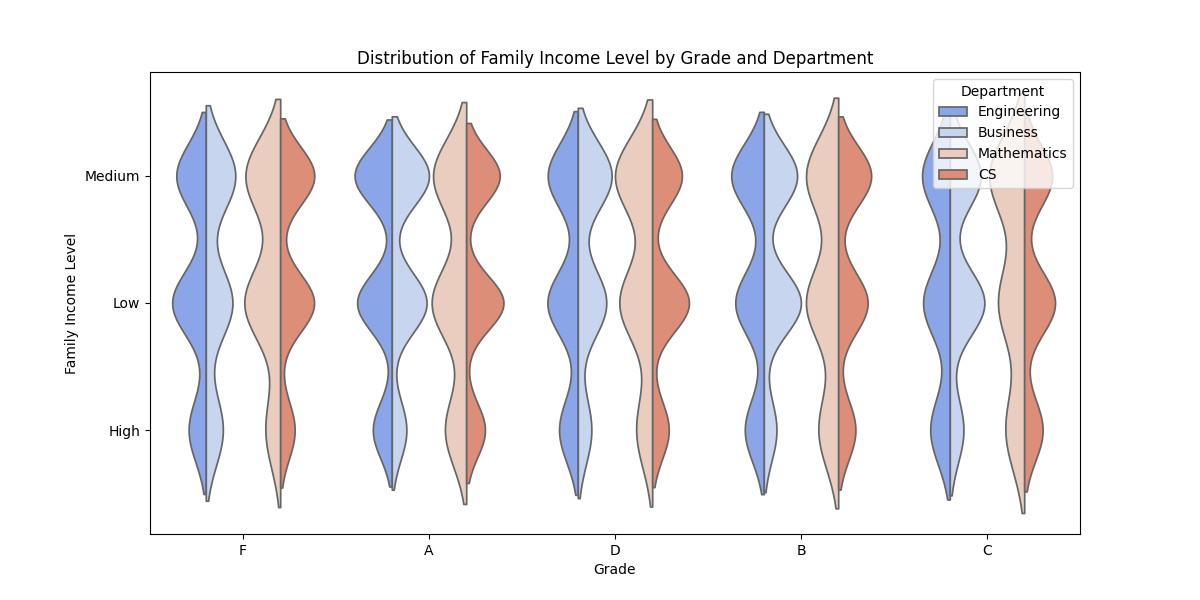 Distribution of Family Income Level by Grade and Department
Department
Engineering
Business
Mathematics
CS
Family Income Level
Medium
Low
High
F A D B C
Grade